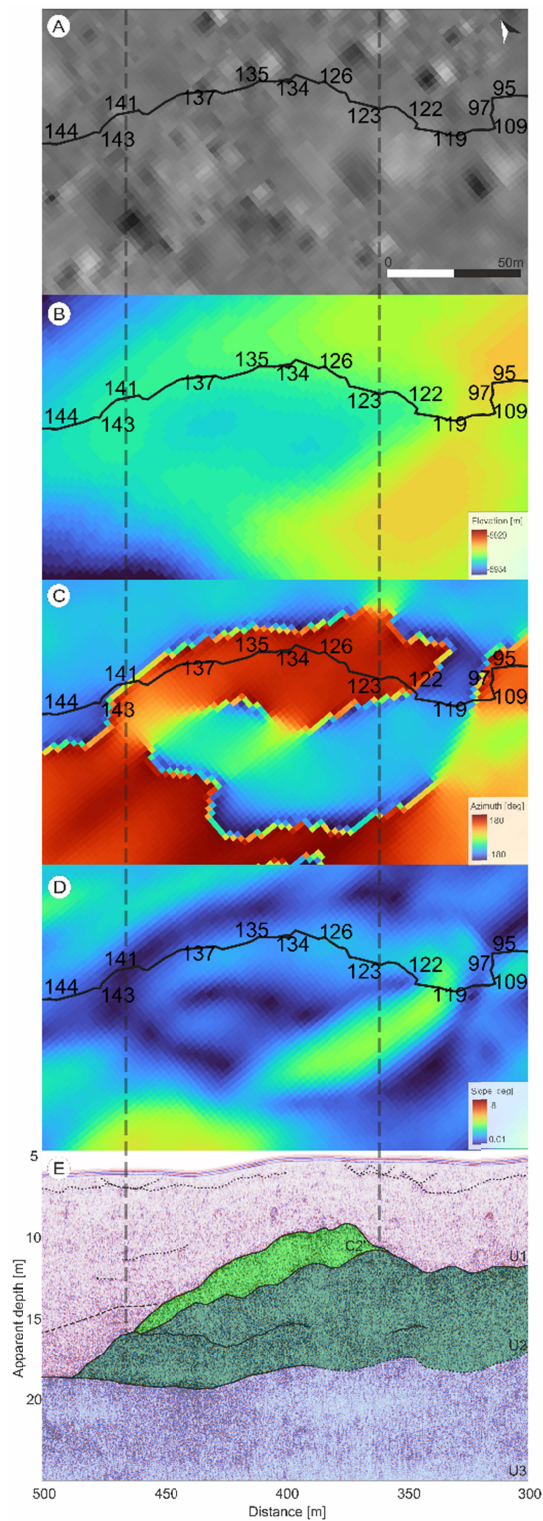 A
135 126 95
141 137 134 122 97
144 123 109
143 119
0 50m
B
135 126 95
141 137 134 122 97
144 123 109
143 119
Elevation [m]
-5929
-5934
C
135 126 95
141 137 134 122 97
144 123 109
143 119
Azimuth [deg]
180
-180
D
135 126 95
141 137 134 122 97
144 123 109
143 119
0.01
5 E
10
C2
U1
15
Apparent depth [m]
U2
20
U3
500 450 400 350 300
Distance [m]